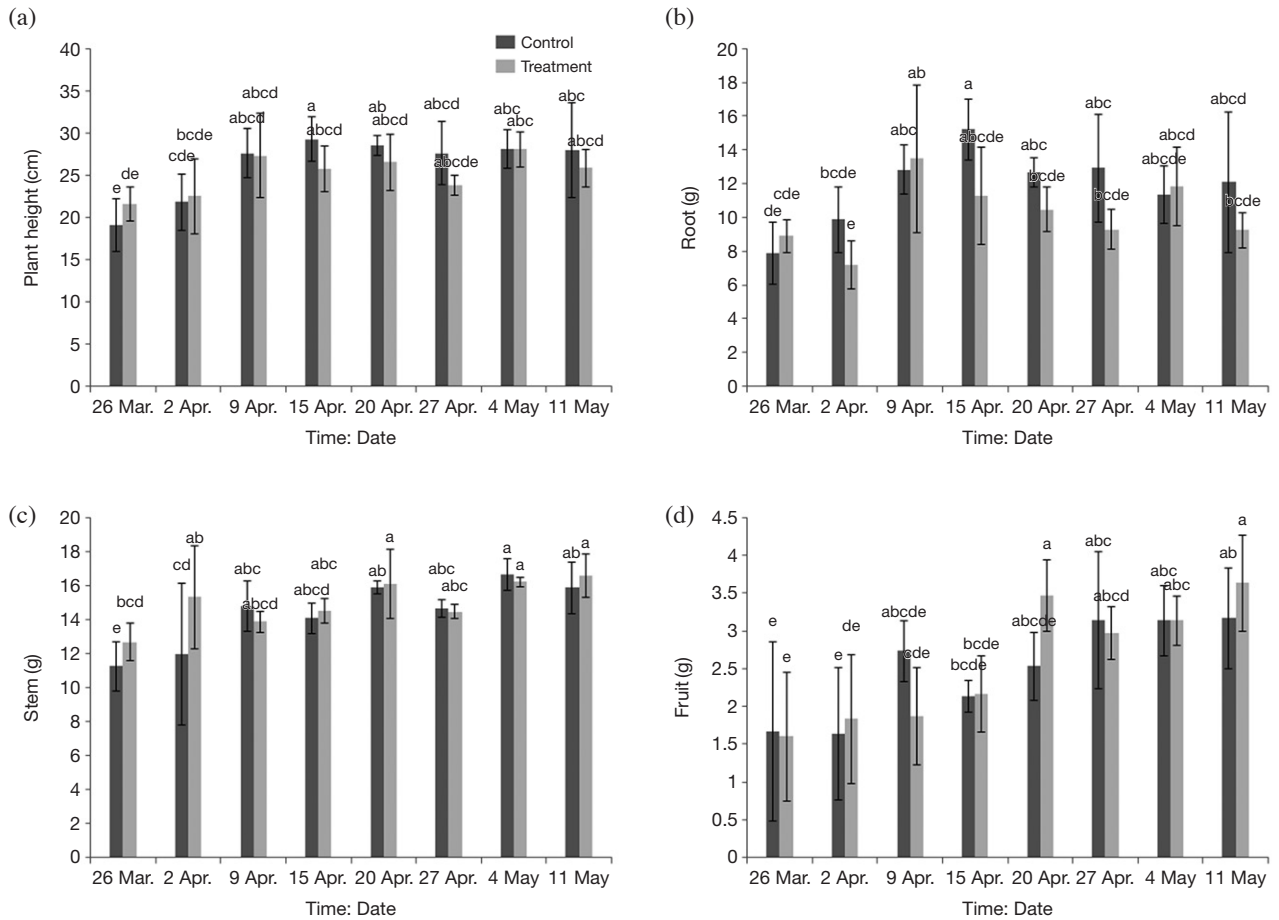 (a)
40
35
30
25
20
15
10
5
0
Plant height (cm)
Control
Treatment
e de
cde bcde
abcd abcd
a abcd
ab abcd
abcd abcde
abc abc
abc abcd
26 Mar. 2 Apr. 9 Apr. 15 Apr. 20 Apr. 27 Apr. 4 May 11 May
Time: Date
(b)
20
18
16
14
12
10
8
6
4
2
0
Root (g)
de cde
bcde e
abc ab
a abcde
abc bcde
abc bcde
abcde abcd
abcd bcde
26 Mar. 2 Apr. 9 Apr. 15 Apr. 20 Apr. 27 Apr. 4 May 11 May
Time: Date
(c)
20
18
16
14
12
10
8
6
4
2
0
Stem (g)
e bcd
cd ab
abc abcd
abcd abc
ab a
abc abc
a a
ab a
26 Mar. 2 Apr. 9 Apr. 15 Apr. 20 Apr. 27 Apr. 4 May 11 May
Time: Date
(d)
4.5
4
3.5
3
2.5
2
1.5
1
0.5
0
Fruit (g)
e e
e de
abcde cde
bcde bcde
abcde a
abc abcd
abc abc
ab a
26 Mar. 2 Apr. 9 Apr. 15 Apr. 20 Apr. 27 Apr. 4 May 11 May
Time: Date